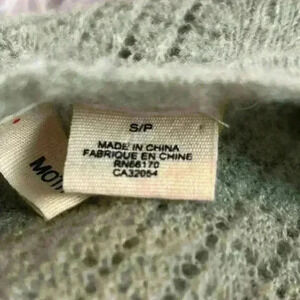 S/P
MADE IN CHINA
FABRIQUE EN CHINE
RN66170
CA32054
MOTH